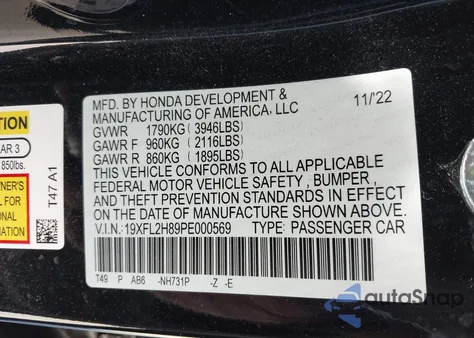 MFD. BY HONDA DEVELOPMENT &
MANUFACTURING OF AMERICA, LLC 11/'22
GVWR 1790KG (3946LBS)
GAWR F 960KG (2116LBS)
GAWR R 860KG (1895LBS)
THIS VEHICLE CONFORMS TO ALL APPLICABLE
FEDERAL MOTOR VEHICLE SAFETY , BUMPER,
AND THEFT PREVENTION STANDARDS IN EFFECT
ON THE DATE OF MANUFACTURE SHOWN ABOVE.
V.I.N.:19XFL2H89PE000569 TYPE: PASSENGER CAR
T49 P AB6 -NH731P -Z -E
TION
AR 3
850lbs.
NER'S
L FOR
IONAL
MATION
T47 A1
autoSnap